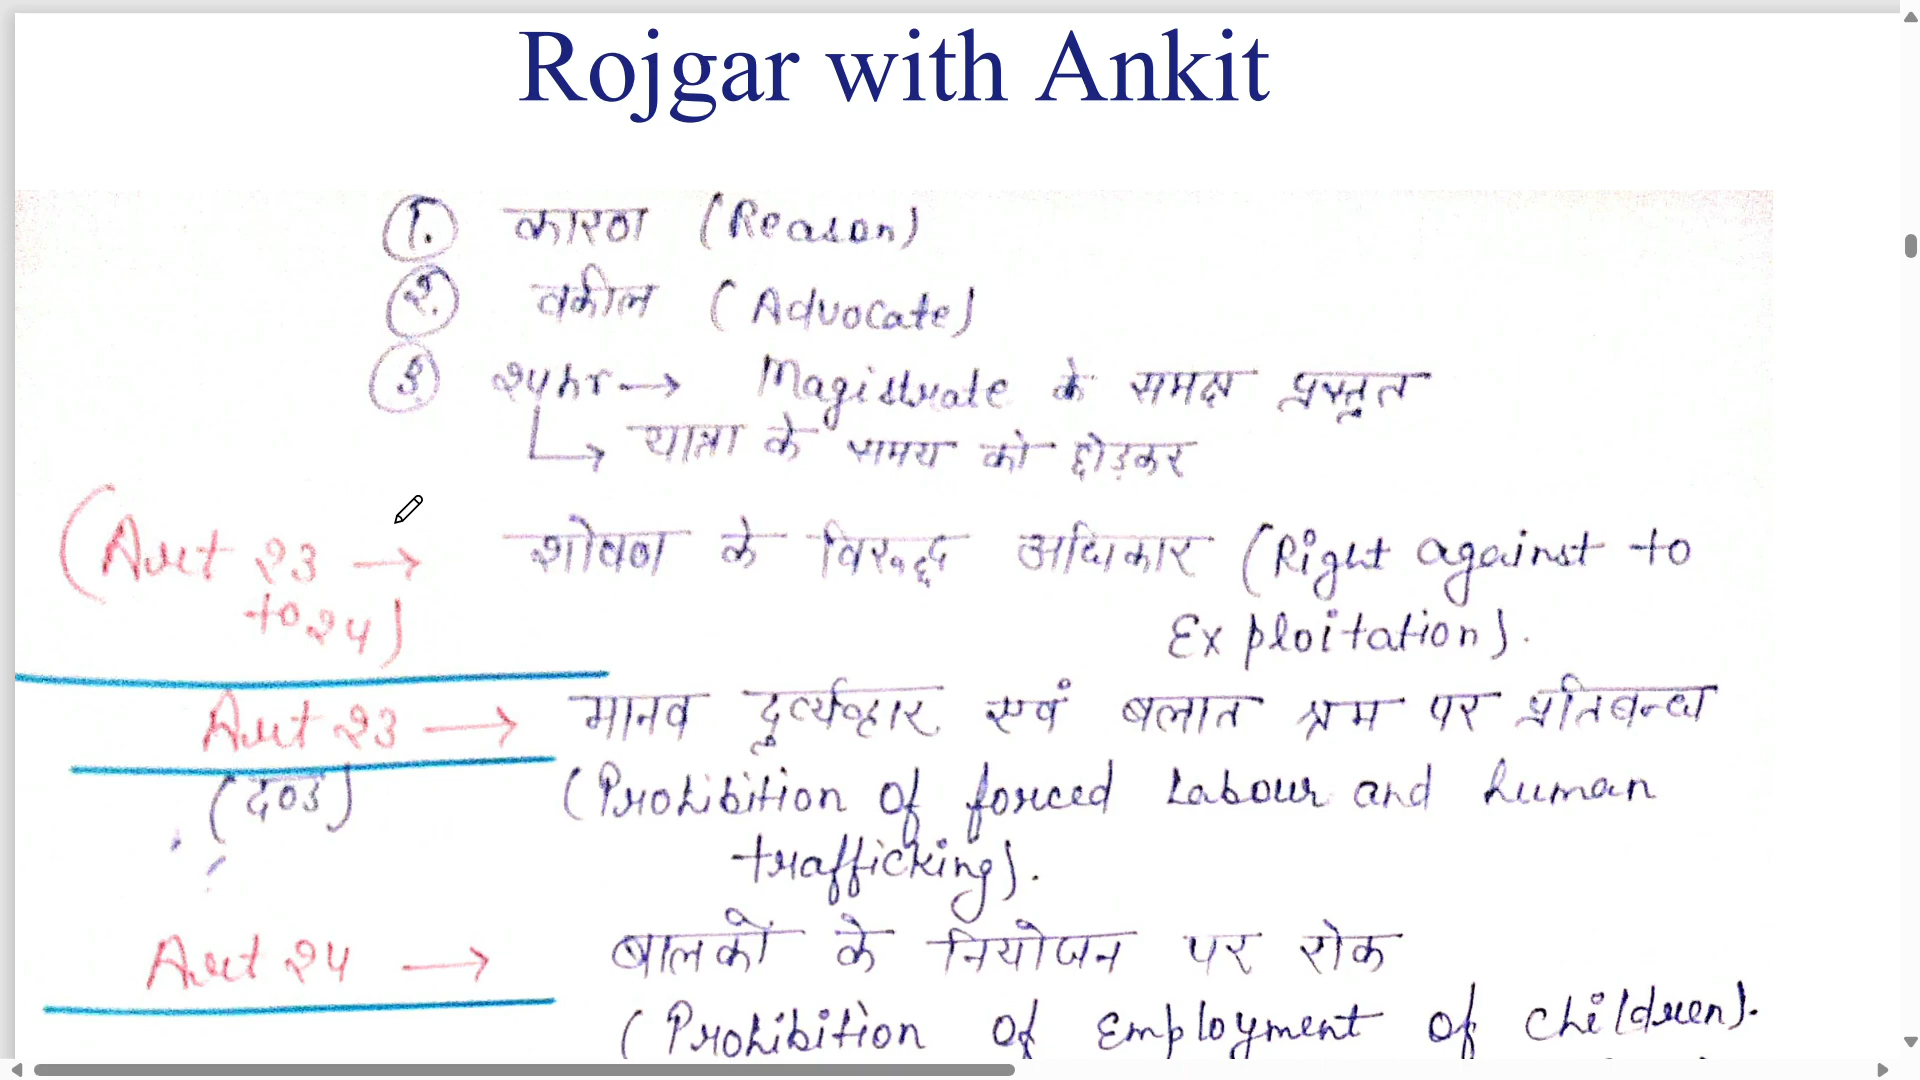 Rojgar with Ankit
1. कारण (Reason)
2. वकील (Advocate)
3 24hr → Magistrate के समक्ष प्रस्तुत
→ यात्रा के समय को छोड़कर
(Art 23 → शोषण के विरुद्ध अधिकार (Right against to
to 24) Exploitation).
Art 23 → मानव दुर्व्यव्हार एवं बलात श्रम पर प्रतिबन्ध
(दण्ड) (Prohibition of forced Labour and human
trafficking).
Art 24 → बालकों के नियोजन पर रोक
(Prohibition of Employment of children).